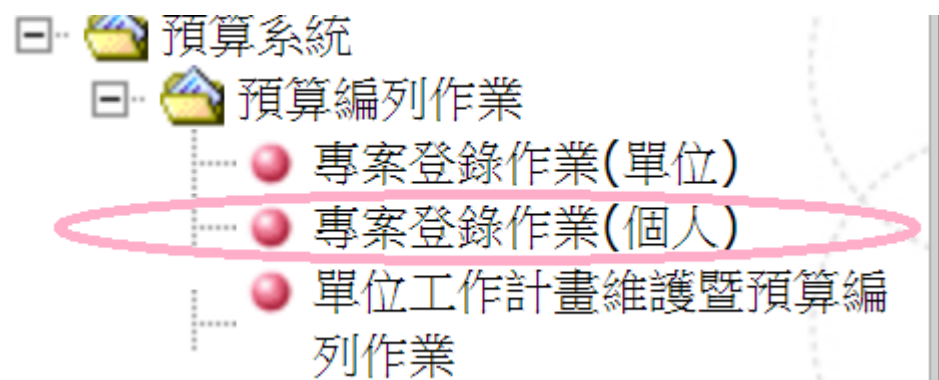 預算系統
預算編列作業
專案登錄作業(單位)
專案登錄作業(個人)
單位工作計畫維護暨預算編
列作業